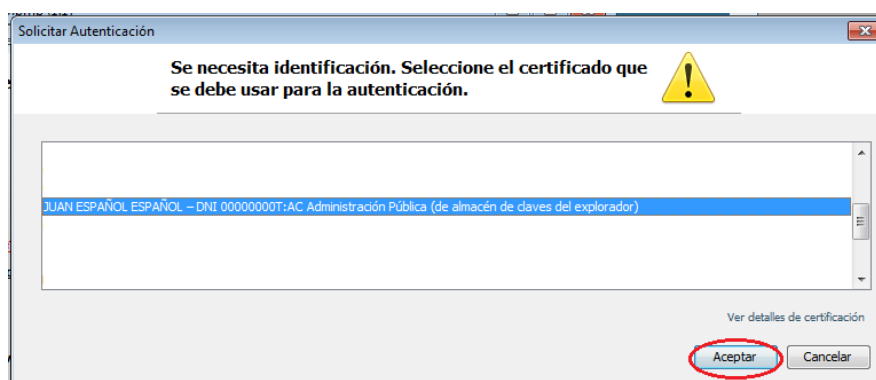 Solicitar Autenticación
Se necesita identificación. Seleccione el certificado que
se debe usar para la autenticación.
JUAN ESPAÑOL ESPAÑOL – DNI 00000000T:AC Administración Pública (de almacén de claves del explorador)
Ver detalles de certificación
Aceptar
Cancelar